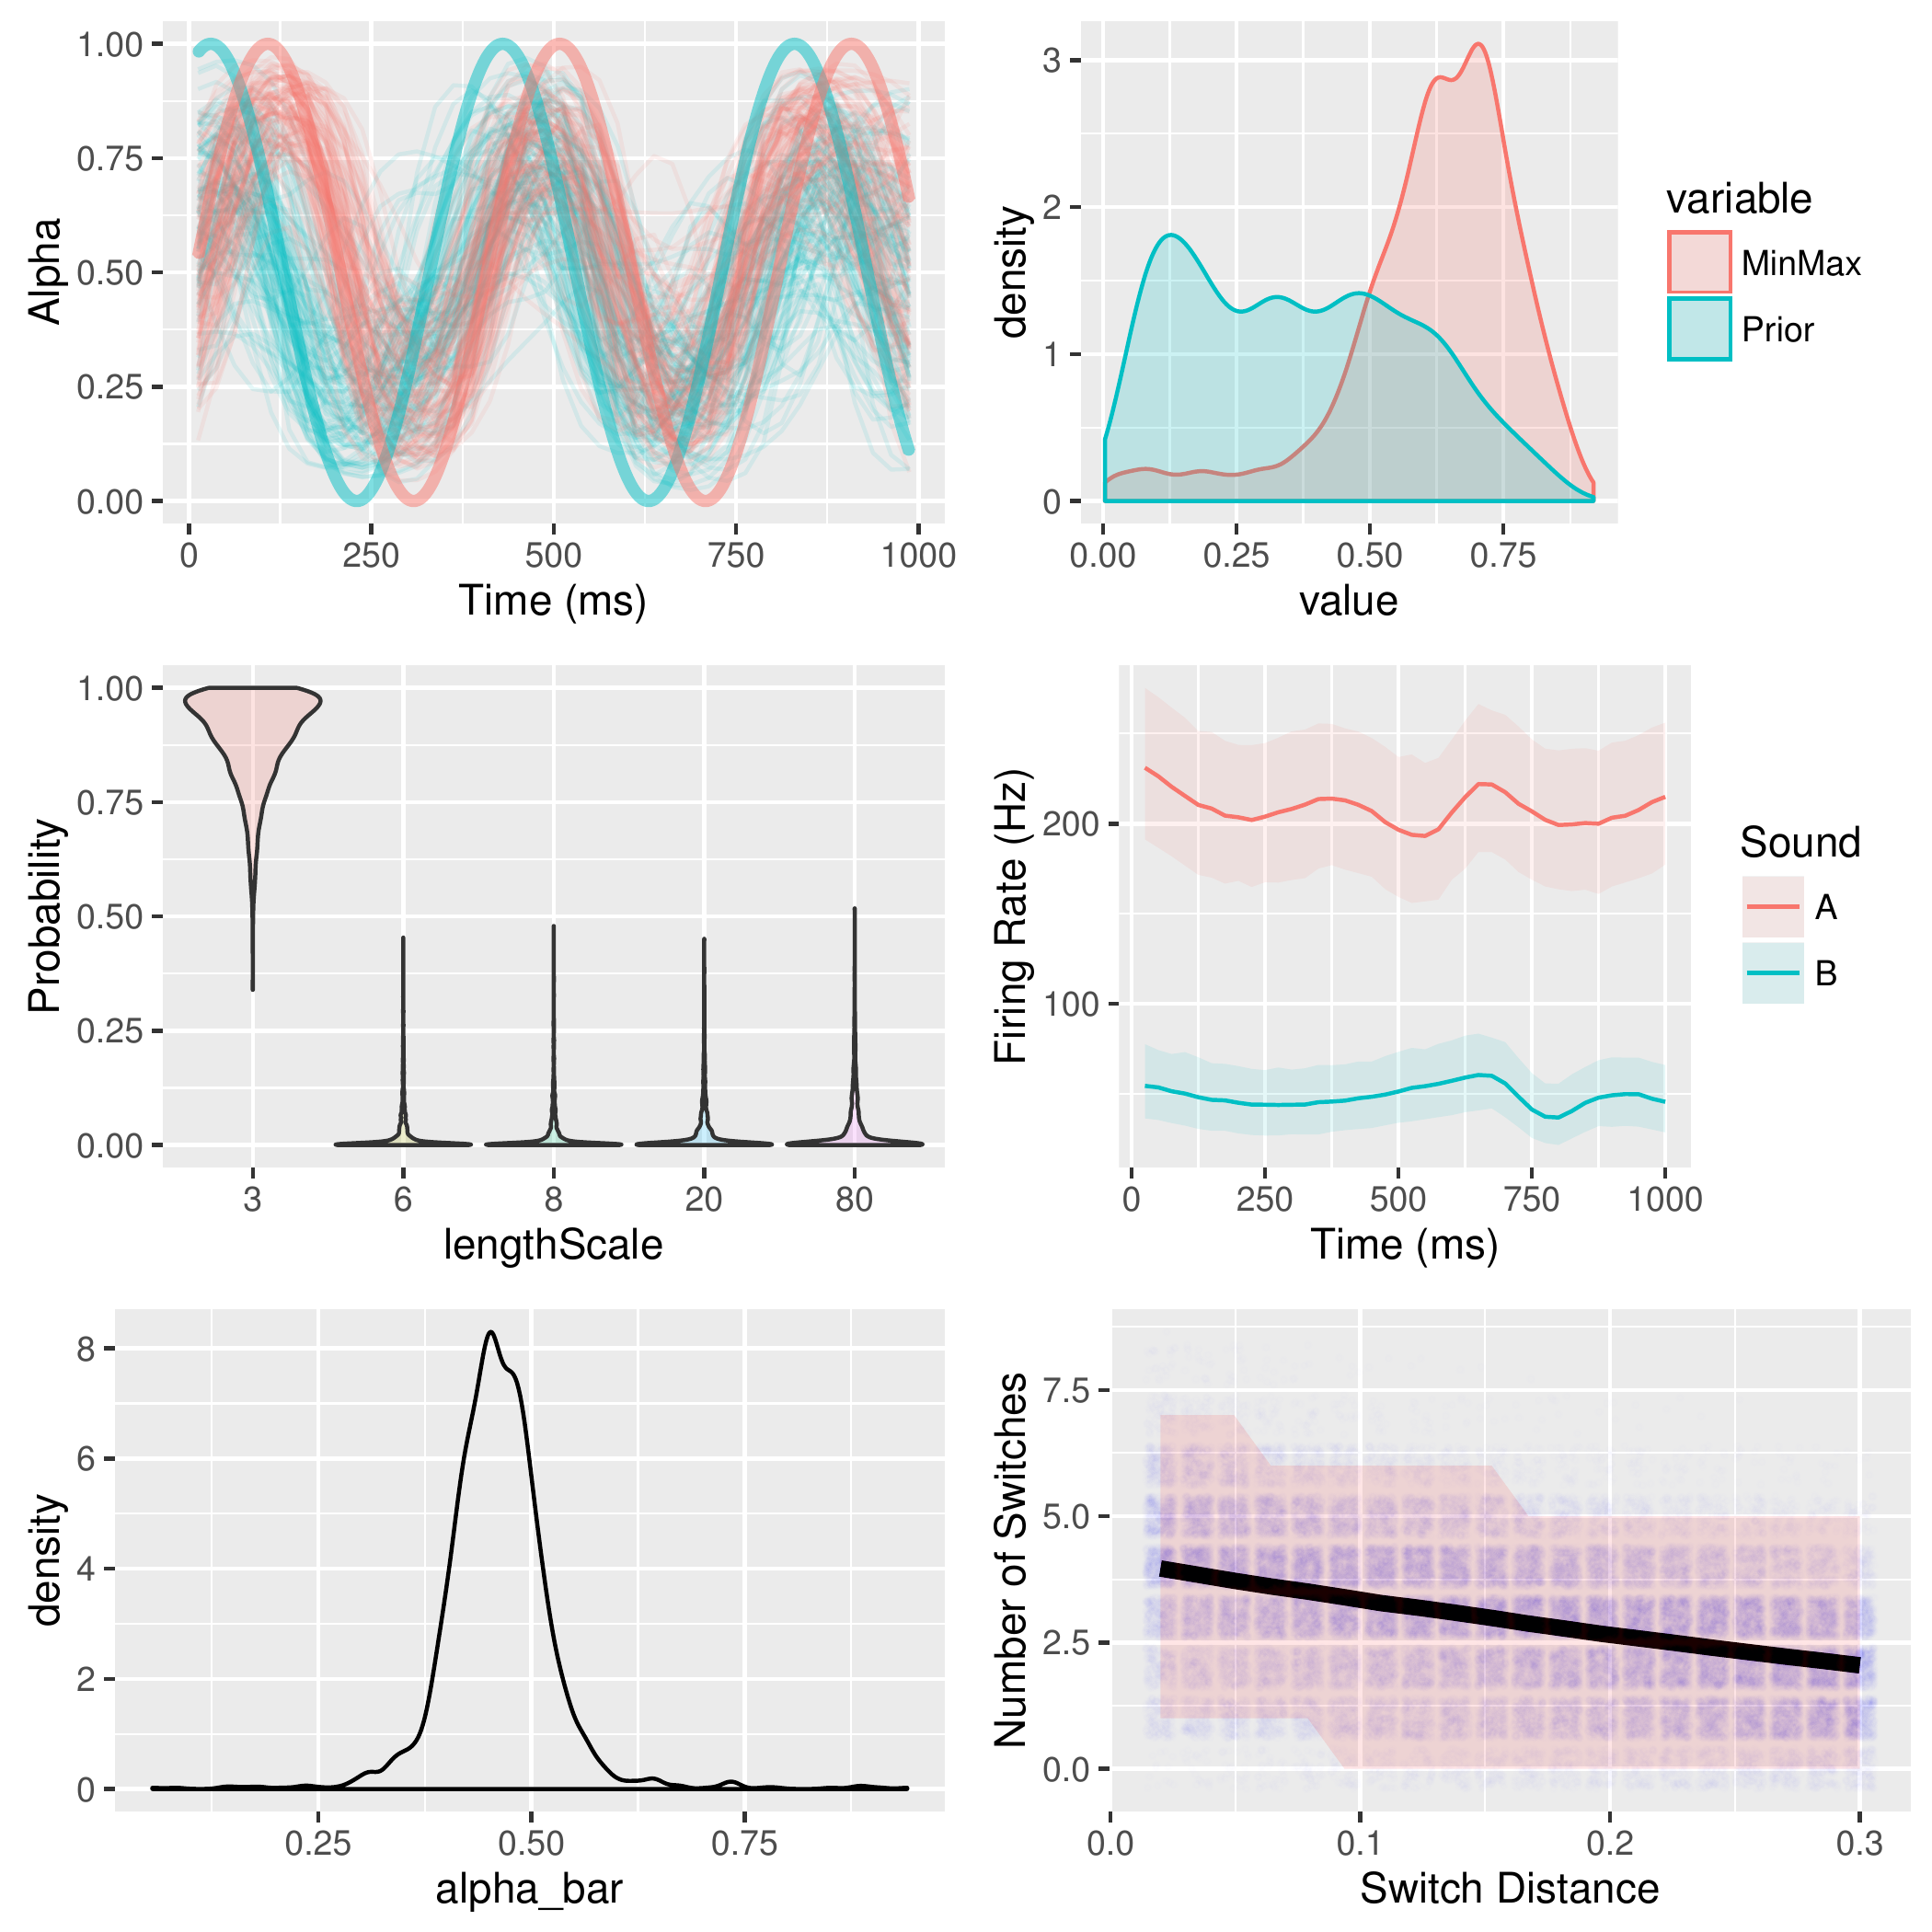 1.00
0.75
0.50
0.25
0.00
Alpha
0
250
500
750
1000
Time (ms)
3
2
1
0
density
0.00
0.25
0.50
0.75
value
variable
MinMax
Prior
1.00
0.75
0.50
0.25
0.00
Probability
3
6
8
20
80
lengthScale
200
100
Firing Rate (Hz)
0
250
500
750
1000
Time (ms)
Sound
A
B
8
6
4
2
0
density
0.25
0.50
0.75
alpha_bar
7.5
5.0
2.5
0.0
Number of Switches
0.0
0.1
0.2
0.3
Switch Distance